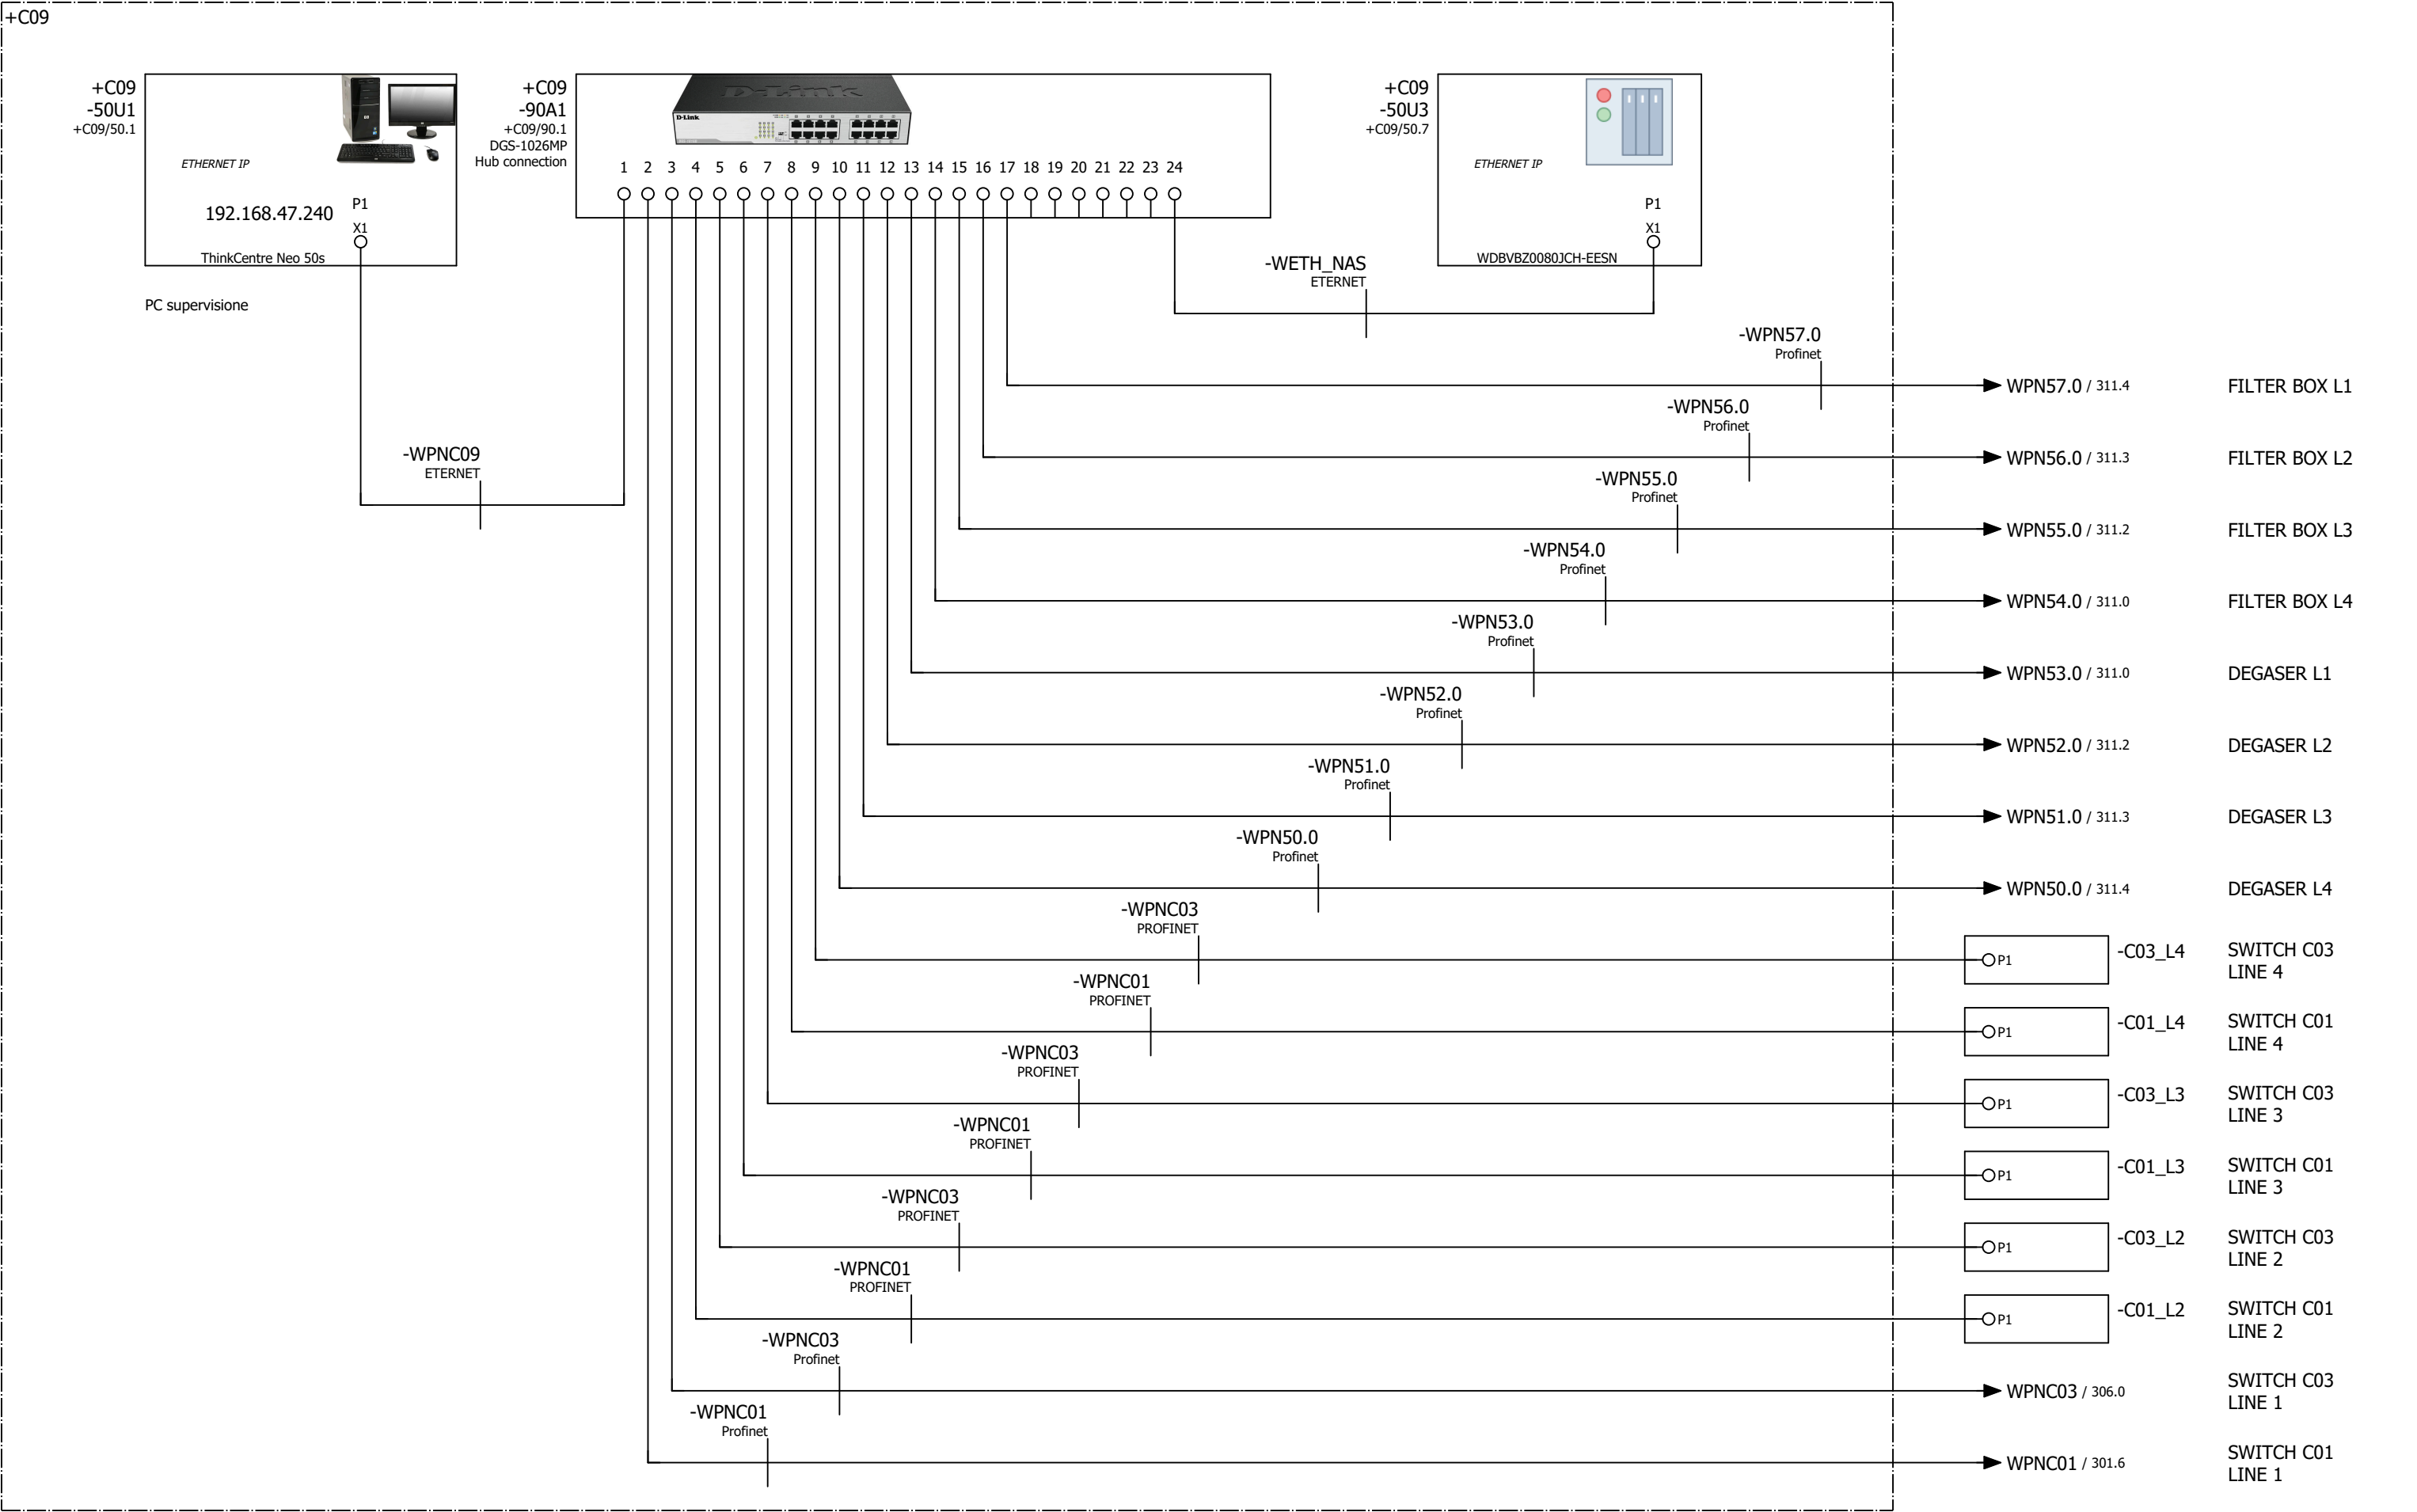 +C09
+C09
-50U1
+C09/50.1
ETHERNET IP
192.168.47.240
P1
X1
ThinkCentre Neo 50s
PC supervisione
+C09
-90A1
+C09/90.1
DGS-1026MP
Hub connection
D-Link
D-Link
1 2 3 4 5 6 7 8 9 10 11 12 13 14 15 16 17 18 19 20 21 22 23 24
+C09
-50U3
+C09/50.7
ETHERNET IP
P1
X1
WDBVBZ0080JCH-EESN
-WETH_NAS
ETERNET
-WPNC09
ETERNET
-WPN57.0
Profinet
WPN57.0 / 311.4 FILTER BOX L1
-WPN56.0
Profinet
WPN56.0 / 311.3 FILTER BOX L2
-WPN55.0
Profinet
WPN55.0 / 311.2 FILTER BOX L3
-WPN54.0
Profinet
WPN54.0 / 311.0 FILTER BOX L4
-WPN53.0
Profinet
WPN53.0 / 311.0 DEGASER L1
-WPN52.0
Profinet
WPN52.0 / 311.2 DEGASER L2
-WPN51.0
Profinet
WPN51.0 / 311.3 DEGASER L3
-WPN50.0
Profinet
WPN50.0 / 311.4 DEGASER L4
-WPNC03
PROFINET
P1 -C03_L4 SWITCH C03
LINE 4
-WPNC01
PROFINET
P1 -C01_L4 SWITCH C01
LINE 4
-WPNC03
PROFINET
P1 -C03_L3 SWITCH C03
LINE 3
-WPNC01
PROFINET
P1 -C01_L3 SWITCH C01
LINE 3
-WPNC03
PROFINET
P1 -C03_L2 SWITCH C03
LINE 2
-WPNC01
PROFINET
P1 -C01_L2 SWITCH C01
LINE 2
-WPNC03
Profinet
WPNC03 / 306.0 SWITCH C03
LINE 1
-WPNC01
Profinet
WPNC01 / 301.6 SWITCH C01
LINE 1